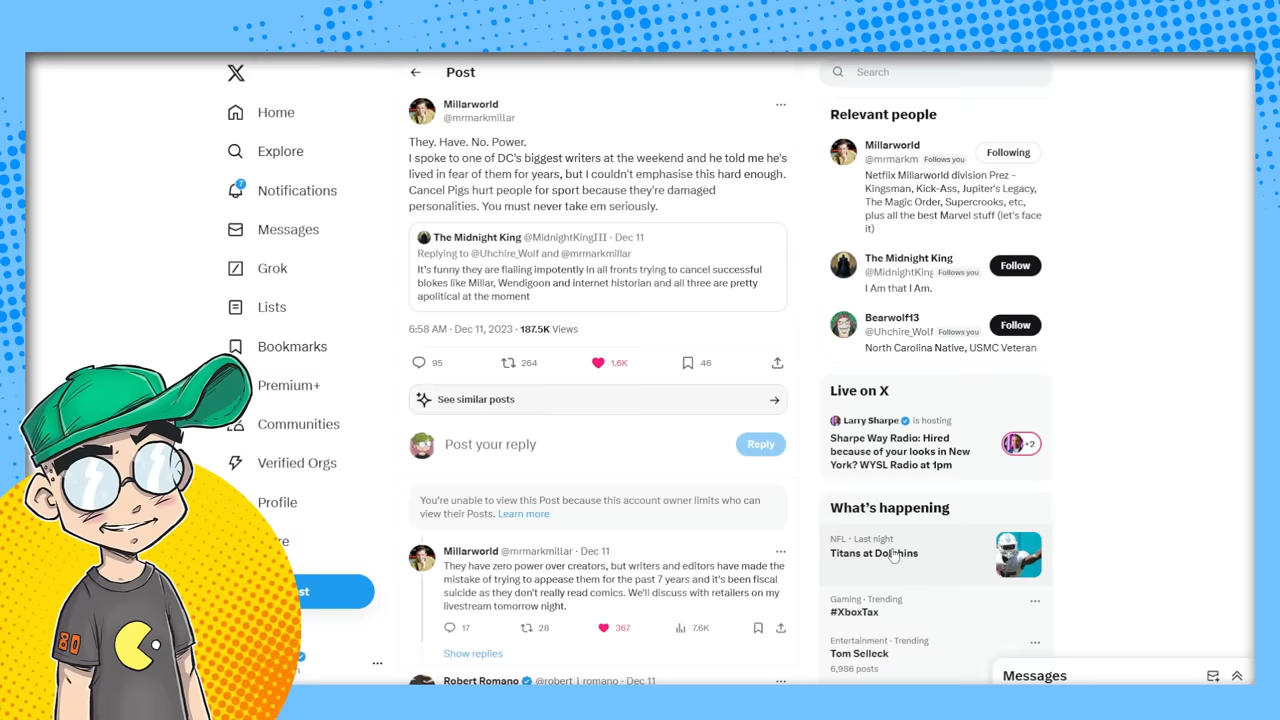 Post
Search
Home
Explore
7
Notifications
Messages
Grok
Lists
Bookmarks
Premium+
Communities
Verified Orgs
Profile
Millarworld
@mrmarkmillar
They. Have. No. Power.
I spoke to one of DC's biggest writers at the weekend and he told me he's
lived in fear of them for years, but I couldn't emphasise this hard enough.
Cancel Pigs hurt people for sport because they're damaged
personalities. You must never take em seriously.
The Midnight King @MidnightKingIII · Dec 11
Replying to @Uhchire_Wolf and @mrmarkmillar
It's funny they are flailing impotently in all fronts trying to cancel successful
blokes like Millar, Wendigoon and internet historian and all three are pretty
apolitical at the moment
6:58 AM · Dec 11, 2023 · 187.5K Views
95 264 1.6K 46
See similar posts
Post your reply
Reply
You're unable to view this Post because this account owner limits who can
view their Posts. Learn more
Millarworld @mrmarkmillar · Dec 11
They have zero power over creators, but writers and editors have made the
mistake of trying to appease them for the past 7 years and it's been fiscal
suicide as they don't really read comics. We'll discuss with retailers on my
livestream tomorrow night.
17 28 367 7.6K
Show replies
Robert Romano @robert_j_romano · Dec 11
Relevant people
Millarworld
@mrmarkm Follows you
Following
Netflix Millarworld division Prez -
Kingsman, Kick-Ass, Jupiter's Legacy,
The Magic Order, Supercrooks, etc,
plus all the best Marvel stuff (let's face
it)
The Midnight King
@MidnightKing Follows you
Follow
I Am that I Am.
Bearwolf13
@Uhchire_Wolf Follows you
Follow
North Carolina Native, USMC Veteran
Live on X
Larry Sharpe is hosting
Sharpe Way Radio: Hired
because of your looks in New
York? WYSL Radio at 1pm
+2
What's happening
NFL · Last night
Titans at Dolphins
Gaming · Trending
#XboxTax
Entertainment · Trending
Tom Selleck
6,986 posts
Messages
80